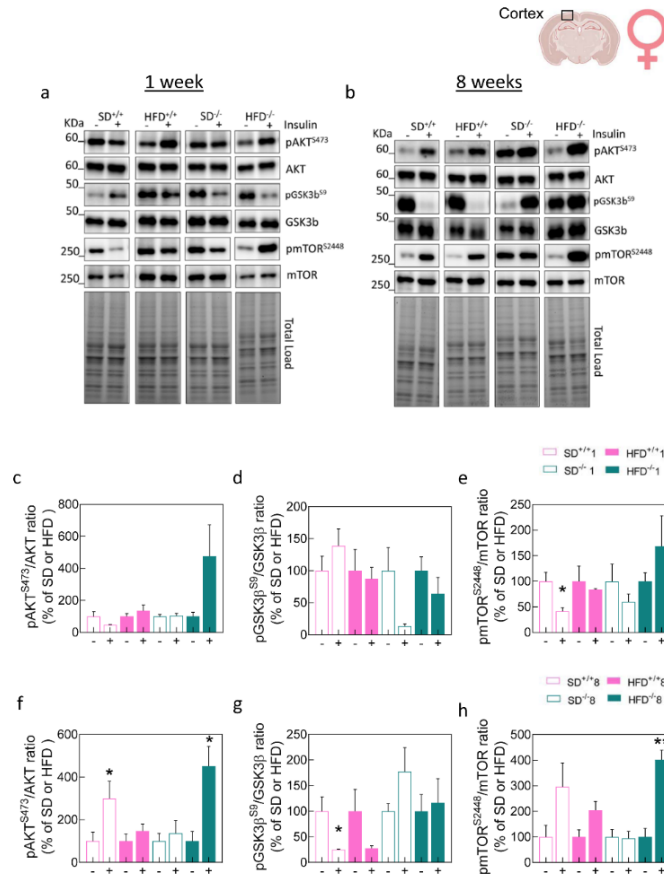 Cortex
1 week
8 weeks
a
b
KDa SD+/+ HFD+/+ SD-/- HFD-/-
- + - + - + - + Insulin
60 pAKTS473
60 AKT
50 pGSK3bS9
50 GSK3b
250 pmTORS2448
250 mTOR
Total Load
KDa SD+/+ HFD+/+ SD-/- HFD-/-
- + - + - + - + Insulin
60 pAKTS473
60 AKT
50 pGSK3bS9
50 GSK3b
250 pmTORS2448
250 mTOR
Total Load
SD+/+1 HFD+/+1
SD-/-1 HFD-/-1
c
pAKTS473/AKT ratio
(% of SD or HFD)
800
600
400
200
100
0
- + - + - + - +
d
pGSK3βS9/GSK3β ratio
(% of SD or HFD)
200
150
100
50
0
- + - + - + - +
e
pmTORS2448/mTOR ratio
(% of SD or HFD)
250
200
150
100
50
0
*
- + - + - + - +
SD+/+8 HFD+/+8
SD-/-8 HFD-/-8
f
pAKTS473/AKT ratio
(% of SD or HFD)
600
400
200
100
0
* *
- + - + - + - +
g
pGSK3βS9/GSK3β ratio
(% of SD or HFD)
250
200
150
100
50
0
*
- + - + - + - +
h
pmTORS2448/mTOR ratio
(% of SD or HFD)
500
400
300
200
100
0
**
- + - + - + - +